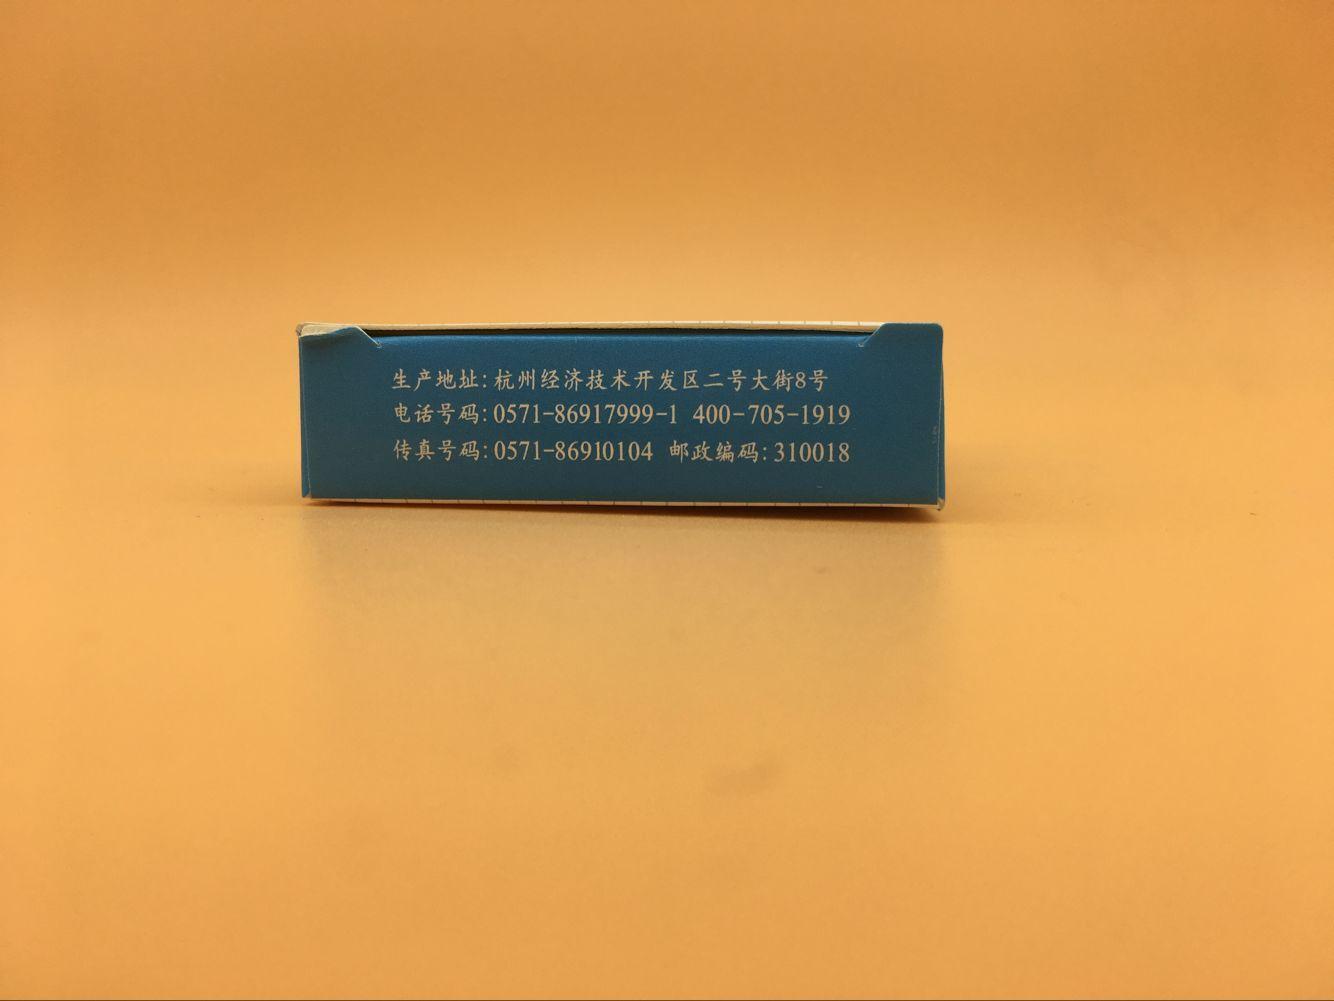 生产地址:杭州经济技术开发区二号大街8号
电话号码:0571-86917999-1 400-705-1919
传真号码:0571-86910104 邮政编码:310018